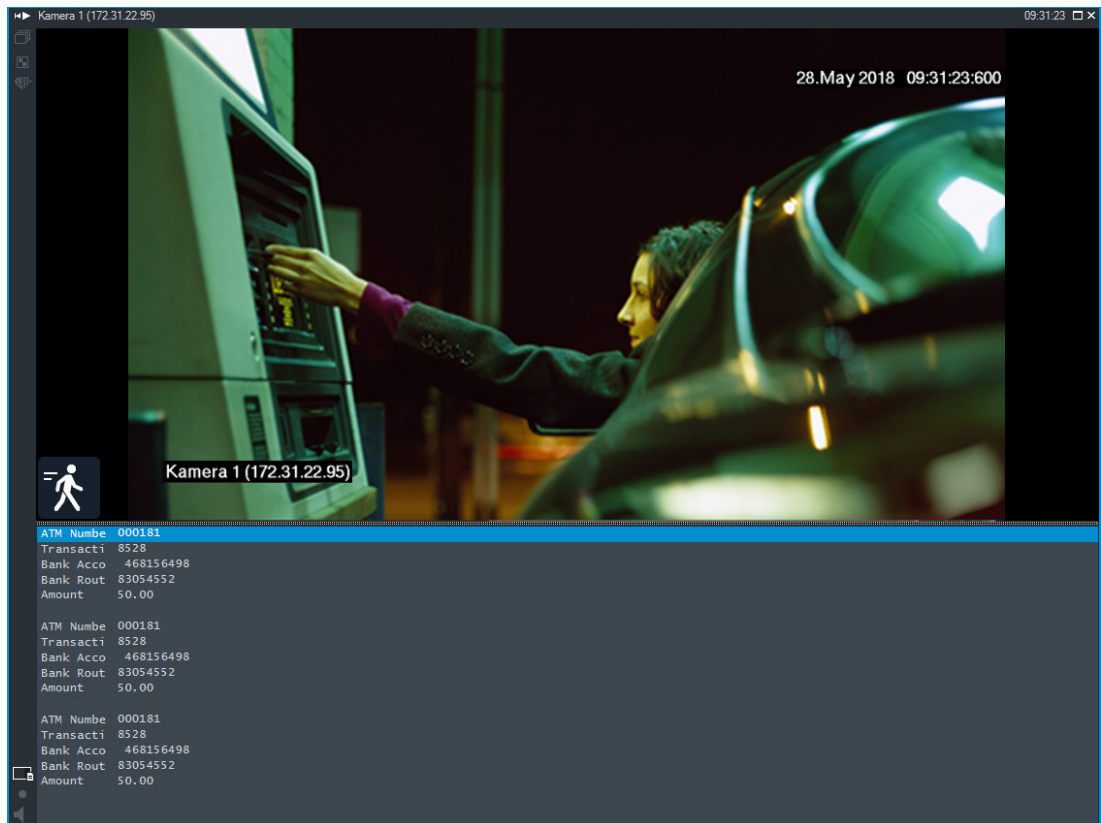 Kamera 1 (172.31.22.95)
09:31:23
28.May 2018 09:31:23:600
Kamera 1 (172.31.22.95)
ATM Numbe 000181
Transacti 8528
Bank Acco 468156498
Bank Rout 83054552
Amount 50.00
ATM Numbe 000181
Transacti 8528
Bank Acco 468156498
Bank Rout 83054552
Amount 50.00
ATM Numbe 000181
Transacti 8528
Bank Acco 468156498
Bank Rout 83054552
Amount 50.00